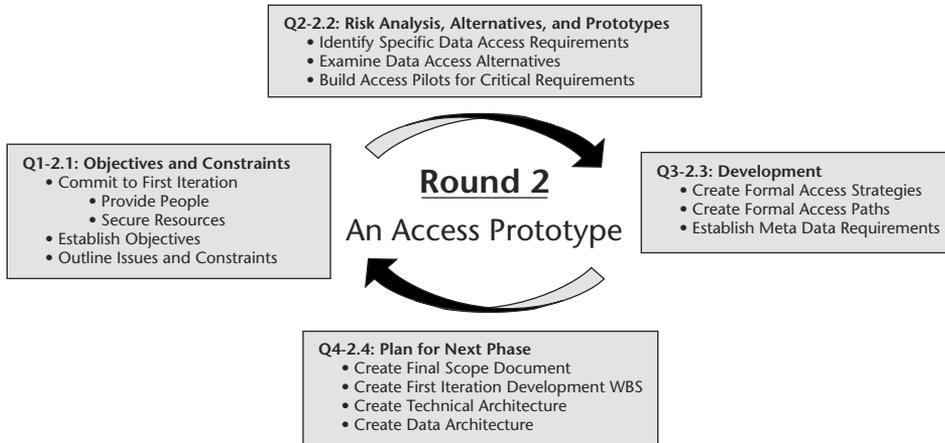 Q2-2.2: Risk Analysis, Alternatives, and Prototypes
• Identify Specific Data Access Requirements
• Examine Data Access Alternatives
• Build Access Pilots for Critical Requirements
Q1-2.1: Objectives and Constraints
• Commit to First Iteration
• Provide People
• Secure Resources
• Establish Objectives
• Outline Issues and Constraints
Round 2
An Access Prototype
Q3-2.3: Development
• Create Formal Access Strategies
• Create Formal Access Paths
• Establish Meta Data Requirements
Q4-2.4: Plan for Next Phase
• Create Final Scope Document
• Create First Iteration Development WBS
• Create Technical Architecture
• Create Data Architecture